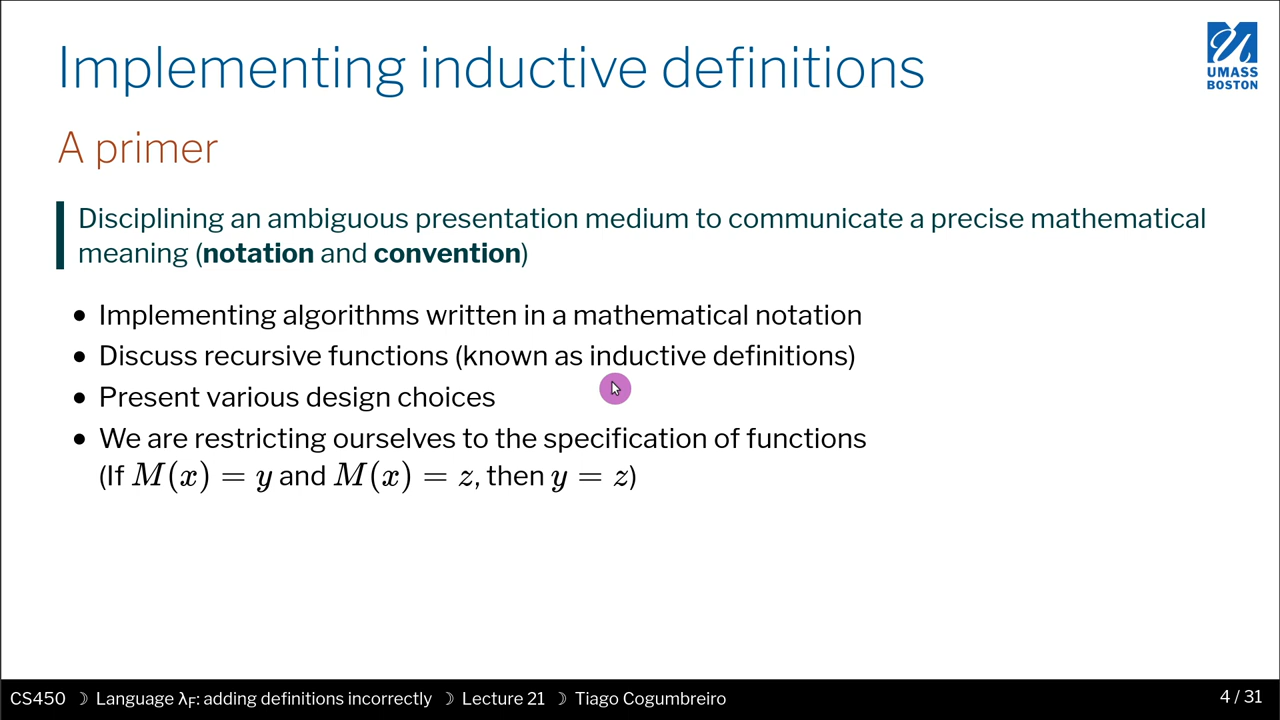 Implementing inductive definitions
UMASS
BOSTON
A primer
Disciplining an ambiguous presentation medium to communicate a precise mathematical
meaning (notation and convention)
• Implementing algorithms written in a mathematical notation
• Discuss recursive functions (known as inductive definitions)
• Present various design choices
• We are restricting ourselves to the specification of functions
(If M(x) = y and M(x) = z, then y = z)
CS450 ☽ Language λF: adding definitions incorrectly ☽ Lecture 21 ☽ Tiago Cogumbreiro
4 / 31